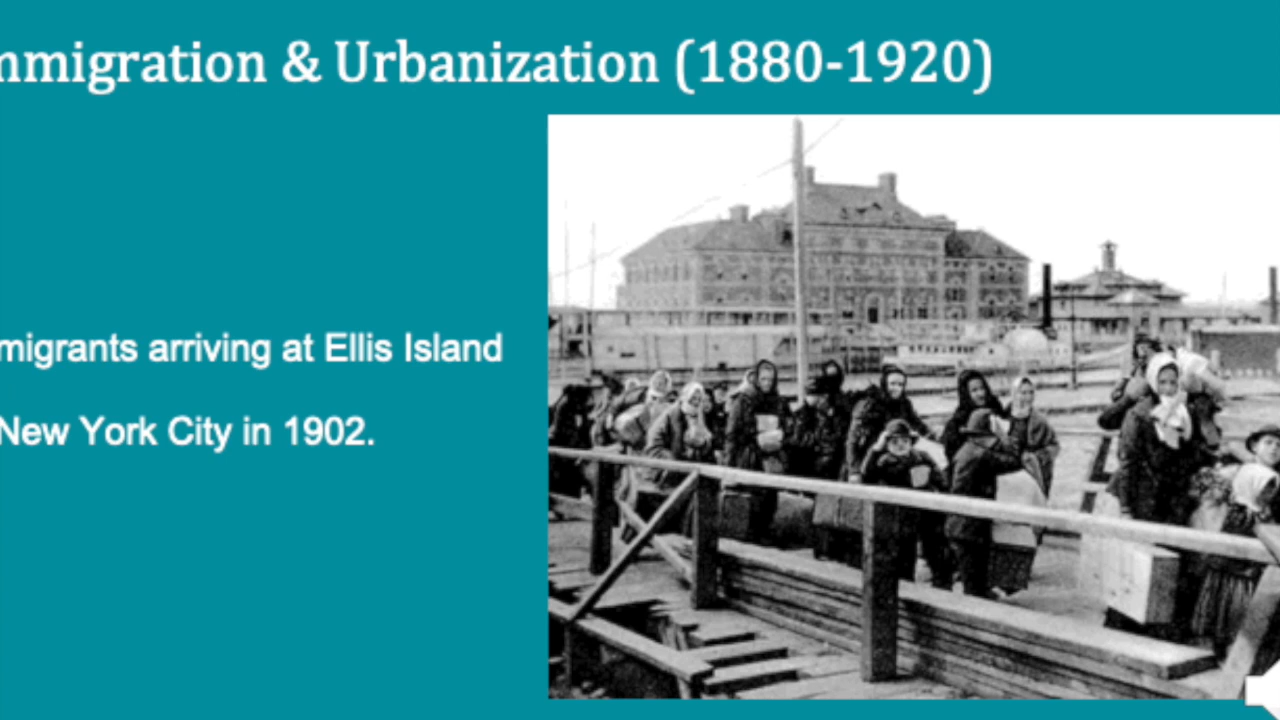 mmigration & Urbanization (1880-1920)
migrants arriving at Ellis Island
New York City in 1902.